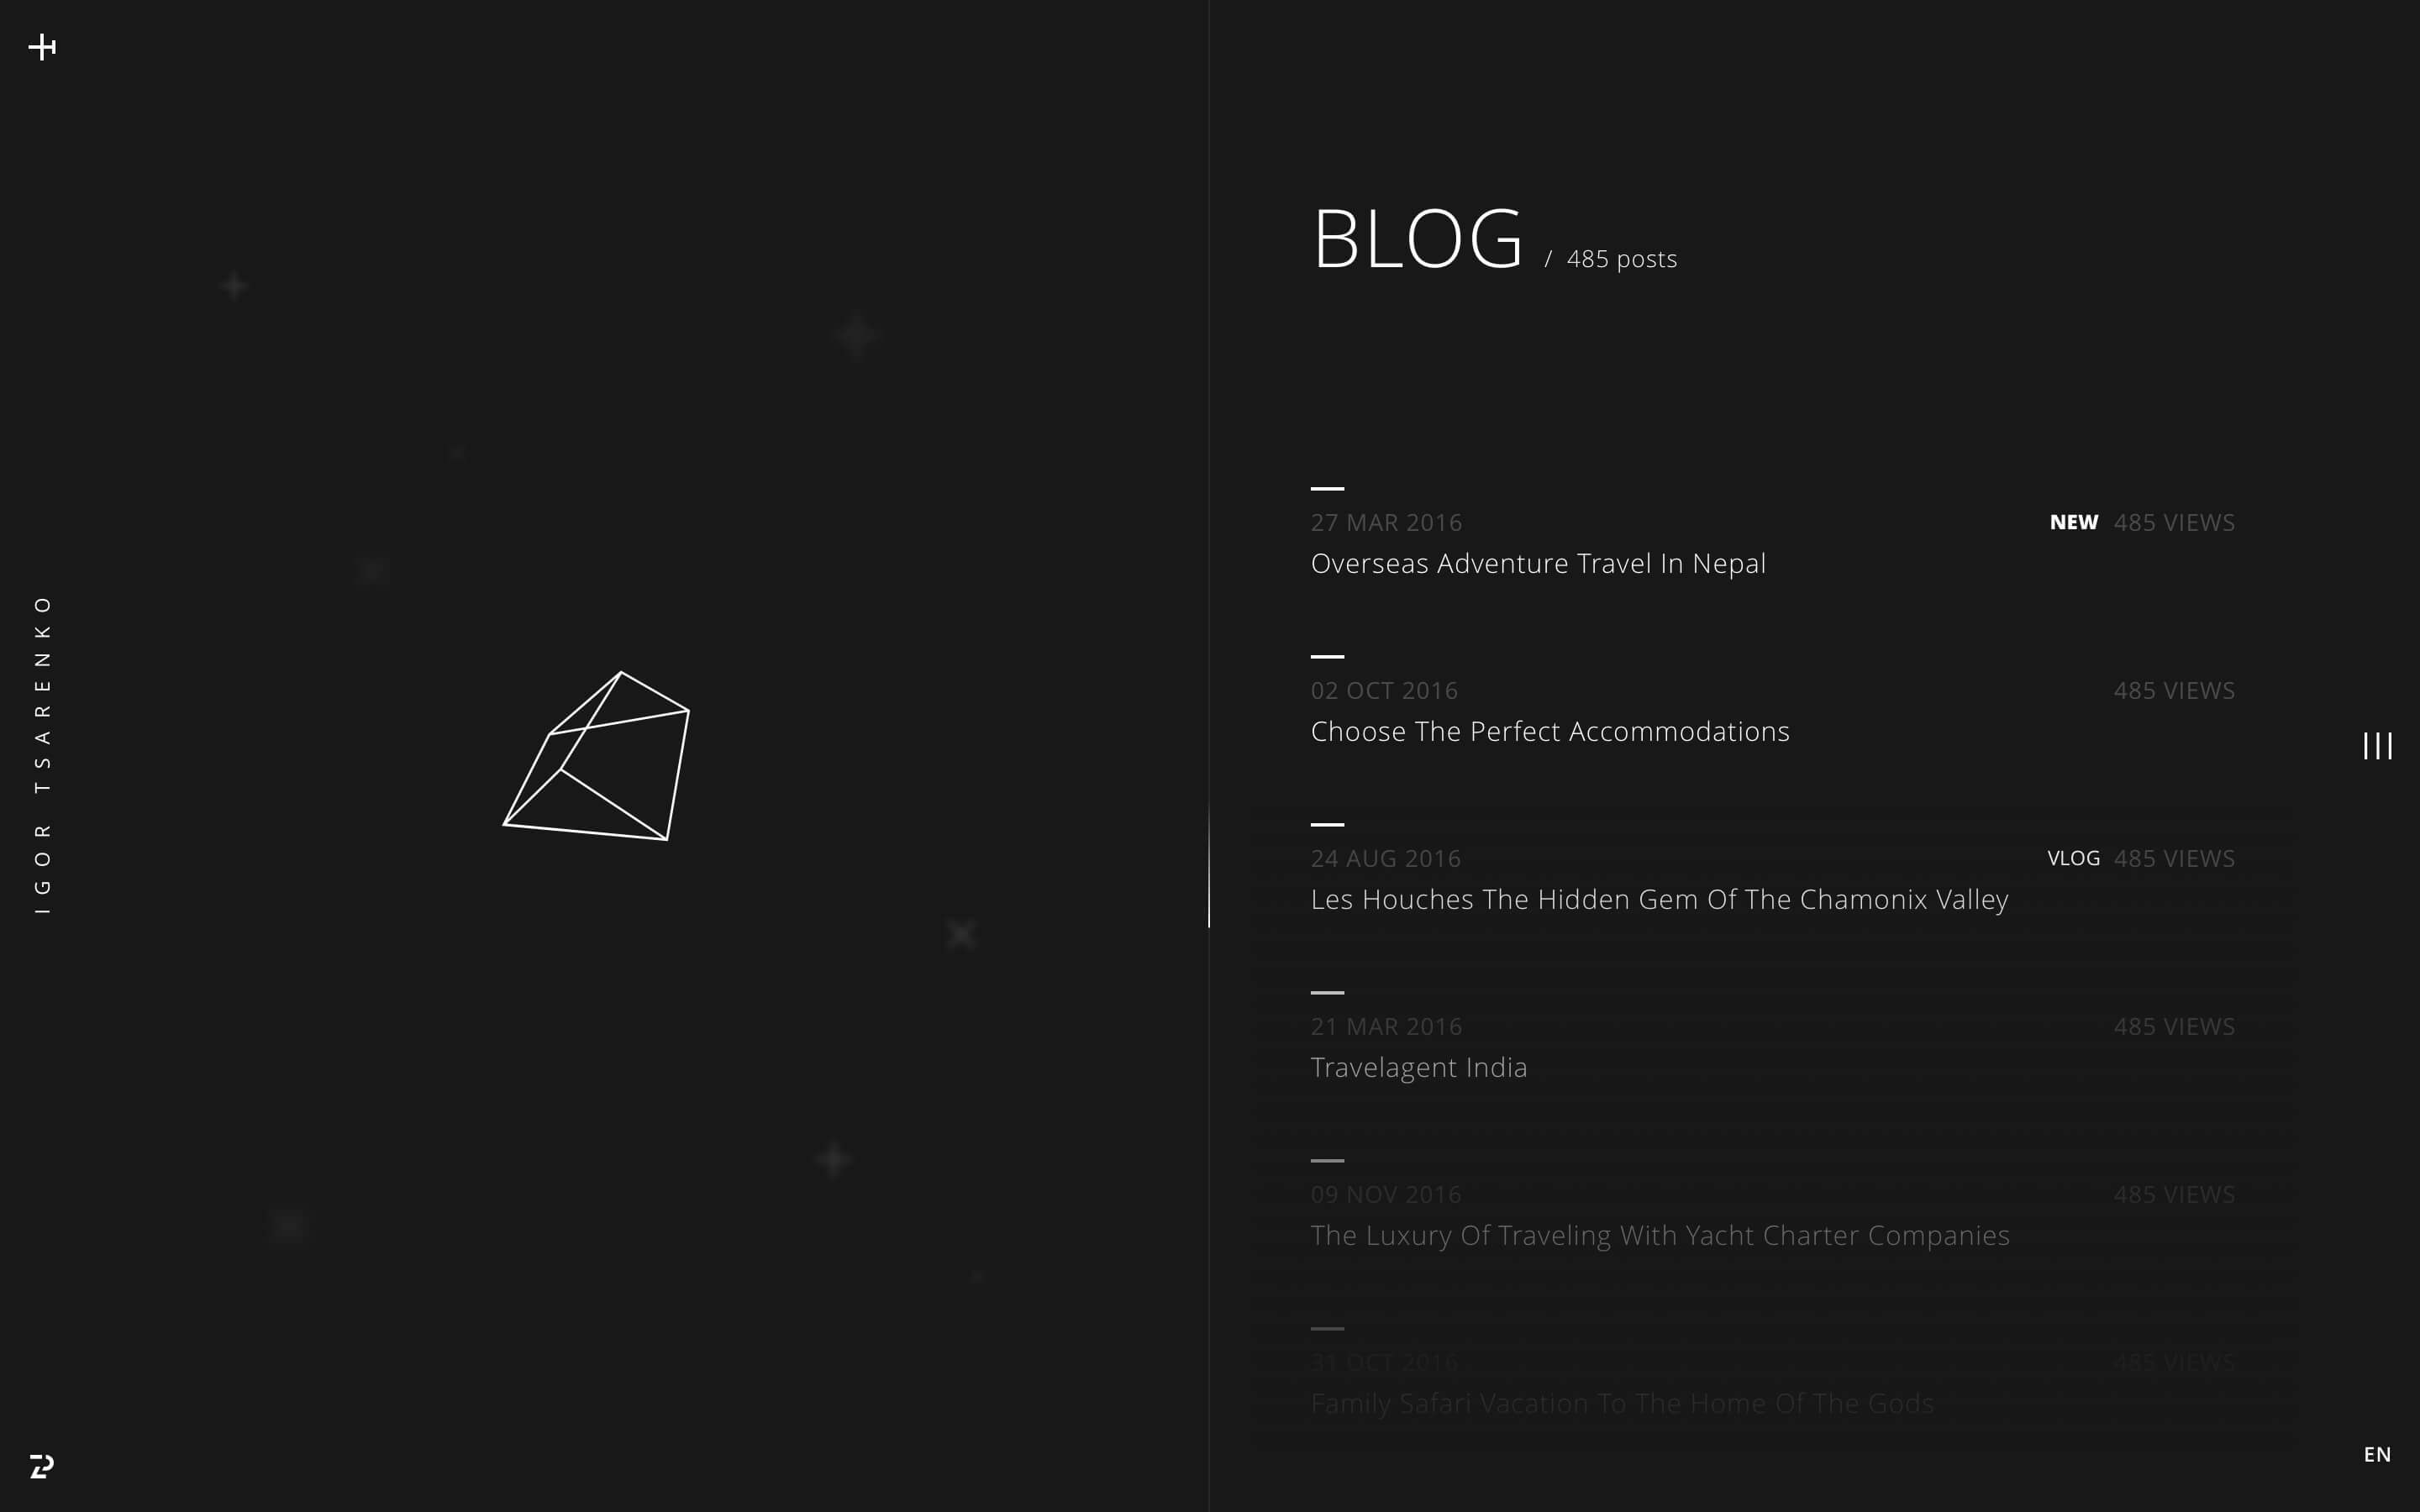 IGOR TSARENKO
BLOG / 485 posts
27 MAR 2016 NEW 485 VIEWS
Overseas Adventure Travel In Nepal
02 OCT 2016 485 VIEWS
Choose The Perfect Accommodations
24 AUG 2016 VLOG 485 VIEWS
Les Houches The Hidden Gem Of The Chamonix Valley
21 MAR 2016 485 VIEWS
Travelagent India
09 NOV 2016 485 VIEWS
The Luxury Of Traveling With Yacht Charter Companies
31 OCT 2016 485 VIEWS
Family Safari Vacation To The Home Of The Gods
EN